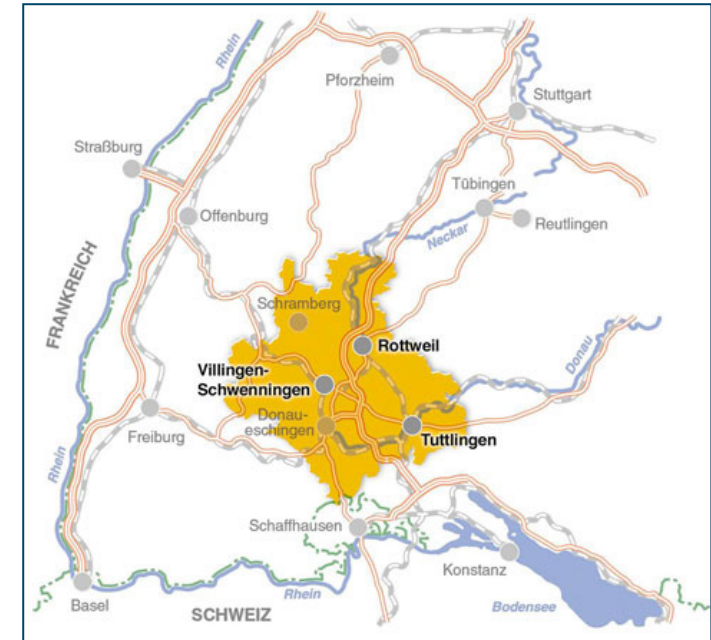 Rhein
Pforzheim
Stuttgart
Straßburg
Tübingen
Offenburg
Reutlingen
Neckar
FRANKREICH
Schramberg
Rottweil
Donau
Villingen-
Schwenningen
Donau-
eschingen
Freiburg
Tuttlingen
Rhein
Schaffhausen
Konstanz
Basel
Rhein
Bodensee
SCHWEIZ